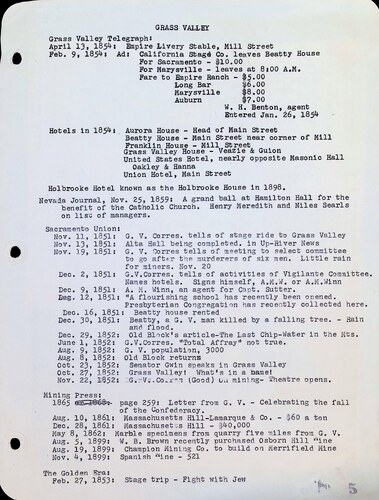 GRASS VALLEY
Grass Valley Telegraph:
April 13, 1854: Empire Livery Stable, Mill Street
Feb. 9, 1854: Ad: California Stage Co. leaves Beatty House
For Sacramento - $10.00
For Marysville - leaves at 8:00 A.M.
Fare to Empire Ranch - $5.00
Long Bar $6.00
Marysville $8.00
Auburn $7.00
W. H. Benton, agent
Entered Jan. 26, 1854
Hotels in 1854: Aurora House - Head of Main Street
Beatty House - Main Street near corner of Mill
Franklin House - Mill Street
Grass Valley House - Veazie & Guion
United States Hotel, nearly opposite Masonic Hall
Oakley & Hanna
Union Hotel, Main Street
Holbrooke Hotel known as the Holbrooke House in 1898.
Nevada Journal, Nov. 25, 1859: A grand ball at Hamilton Hall for the
benefit of the Catholic Church. Henry Meredith and Niles Searls
on list of managers.
Sacramento Union:
Nov. 11, 1851: G. V. Corres. tells of stage ride to Grass Valley
Nov. 13, 1851: Alta Hall being completed, in Up-River News
Nov. 19, 1851: G. V. Corres tells of meeting to select committee
to go after the murderers of six men. Little rain
for miners. Nov. 20
Dec. 2, 1851: G.V.Corres. tells of activities of Vigilante Committee.
Names hotels. Signs himself, A.M.W. or A.M.Winn
Dec. 9, 1851: A. M. Winn, an agent for Capt. Sutter.
12, 1851: "A flourishing school has recently been opened.
Presbyterian Congregation has recently collected here.
Dec. 16, 1851: Beatty house rented
Dec. 30, 1851: Beatty, a G. V. man killed by a falling tree. - Rain
and flood.
Dec. 29, 1852: Old Block's article-The Last Chip-Water in the Mts.
June 1, 1852: G.V.Corres. "Total Affray" not true.
Aug. 9, 1852: G. V. population, 3000
Aug. 8, 1852: Old Block returns
Oct. 23, 1852: Senator Gwin speaks in Grass Valley
Oct. 27, 1852: Grass Valley! What's in a name!
Nov. 22, 1852: G.V.Corres (Good) on mining- Theatre opens.
Mining Press:
1865 page 259: Letter from G. V. - Celebrating the fall
of the Confederacy.
Aug. 10, 1861: Massachusetts Hill-Lamarque & Co. - $60 a ton
Dec. 28, 1861: Massachusetts Hill - $40,000
May 8, 1862: Marble specimens from quarry five miles from G. V.
Aug. 5, 1899: W. B. Brown recently purchased Osborn Hill Mine
Aug. 19, 1899: Champion Mining Co. to build on Merrifield Mine
Nov. 4, 1899: Spanish Mine - 521
The Golden Era:
Feb. 27, 1853: Stage trip - Fight with Jew
5